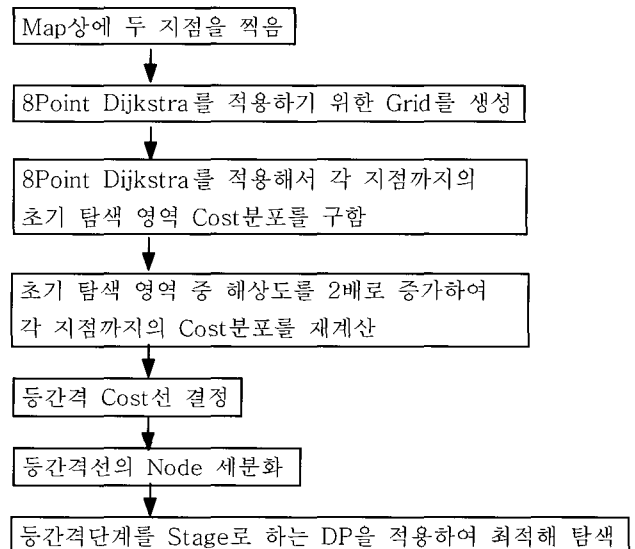 Map상에 두 지점을 찍음
8Point Dijkstra를 적용하기 위한 Grid를 생성
8Point Dijkstra를 적용해서 각 지점까지의
초기 탐색 영역 Cost분포를 구함
초기 탐색 영역 중 해상도를 2배로 증가하여
각 지점까지의 Cost분포를 재계산
등간격 Cost선 결정
등간격선의 Node 세분화
등간격단계를 Stage로 하는 DP을 적용하여 최적해 탐색